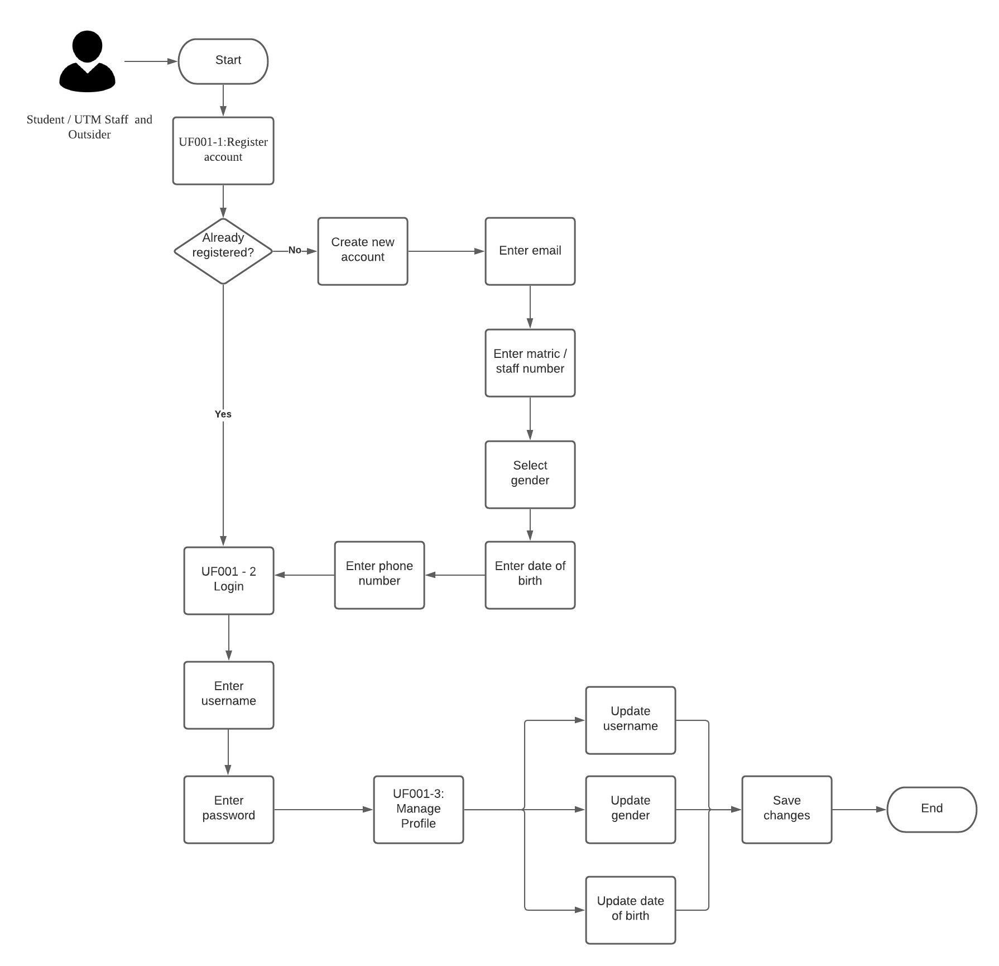 Start
Student / UTM Staff  and
Outsider
UF001-1:Register
account
Already
registered?
No
Create new
account
Enter email
Enter matric /
staff number
Yes
Select
gender
Enter date of
birth
Enter phone
number
UF001 - 2
Login
Enter
username
Enter
password
UF001-3:
Manage
Profile
Update
username
Update
gender
Update date
of birth
Save
changes
End